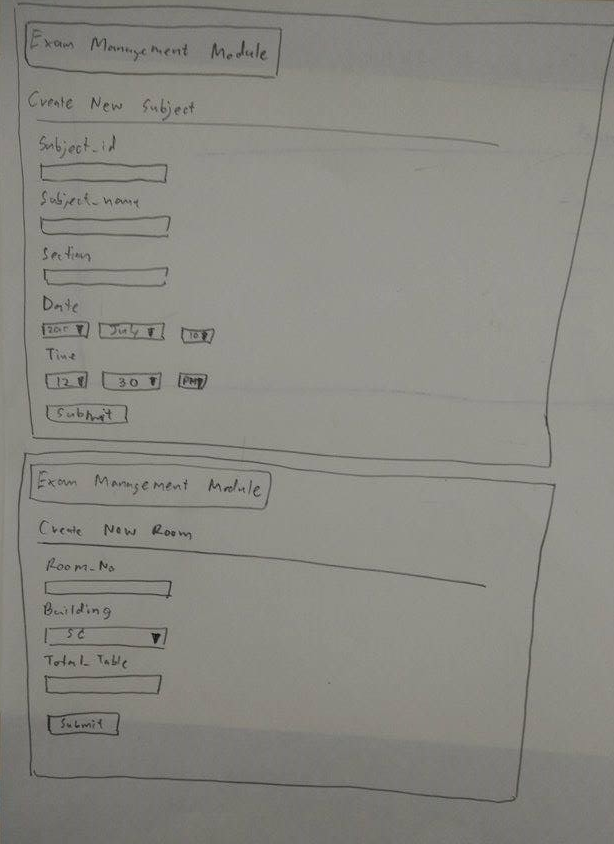 Exam Management Module
Create New Subject
Subject_id
Subject_name
Section
Date
2015 July 10
Time
12 30 PM
Submit
Exam Management Module
Create New Room
Room_No
Building
SC
Total_Table
Submit